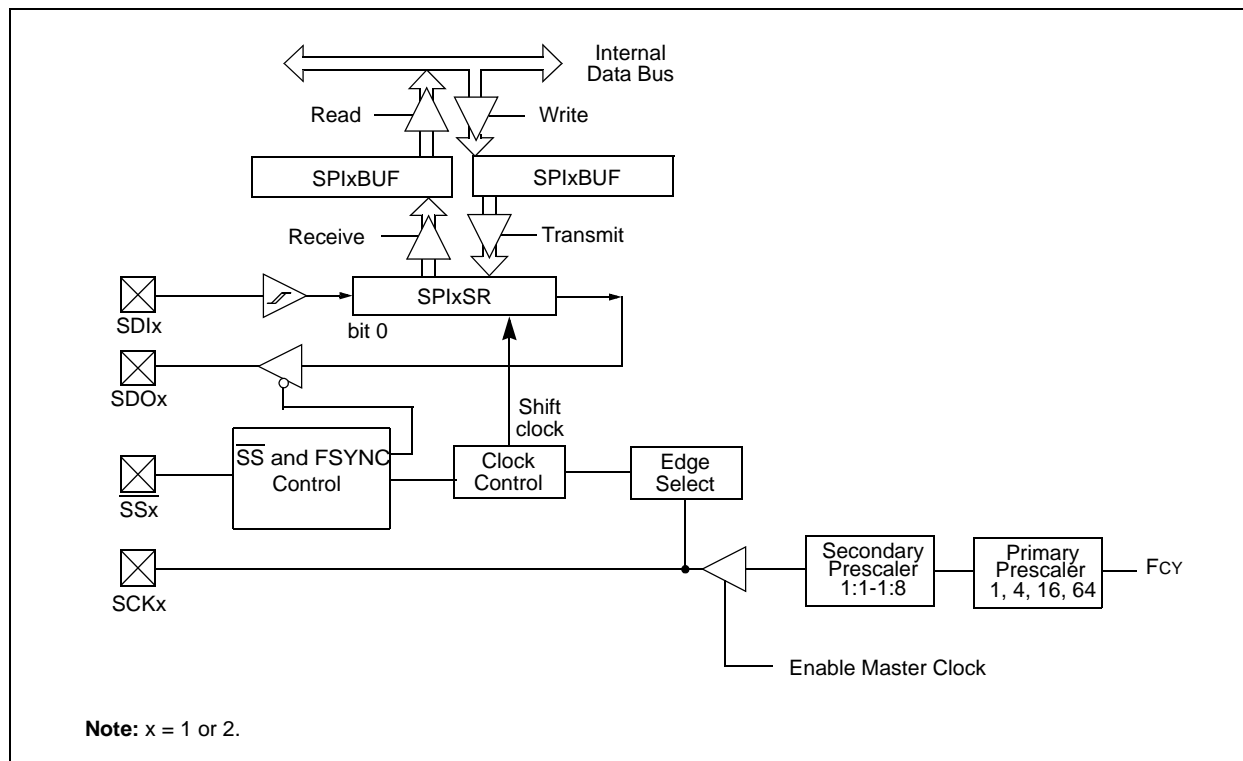 Internal
Data Bus
Read
Write
SPIxBUF
SPIxBUF
Receive
Transmit
SPIxSR
SDIx
bit 0
SDOx
Shift
clock
SS and FSYNC
Control
Clock
Control
Edge
Select
SSx
Secondary
Prescaler
1:1-1:8
Primary
Prescaler
1, 4, 16, 64
FCY
SCKx
Enable Master Clock
Note: x = 1 or 2.